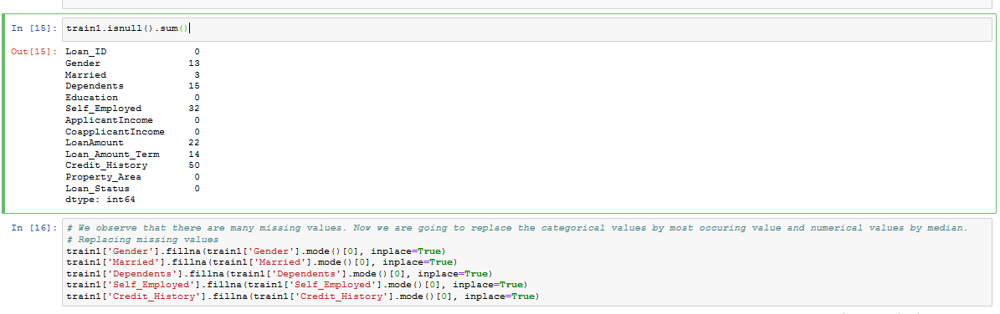 In [15]: train1.isnull().sum()
Out[15]: Loan_ID 0
Gender 13
Married 3
Dependents 15
Education 0
Self_Employed 32
ApplicantIncome 0
CoapplicantIncome 0
LoanAmount 22
Loan_Amount_Term 14
Credit_History 50
Property_Area 0
Loan_Status 0
dtype: int64
In [16]: # We observe that there are many missing values. Now we are going to replace the categorical values by most occuring value and numerical values by median.
# Replacing missing values
train1['Gender'].fillna(train1['Gender'].mode()[0], inplace=True)
train1['Married'].fillna(train1['Married'].mode()[0], inplace=True)
train1['Dependents'].fillna(train1['Dependents'].mode()[0], inplace=True)
train1['Self_Employed'].fillna(train1['Self_Employed'].mode()[0], inplace=True)
train1['Credit_History'].fillna(train1['Credit_History'].mode()[0], inplace=True)